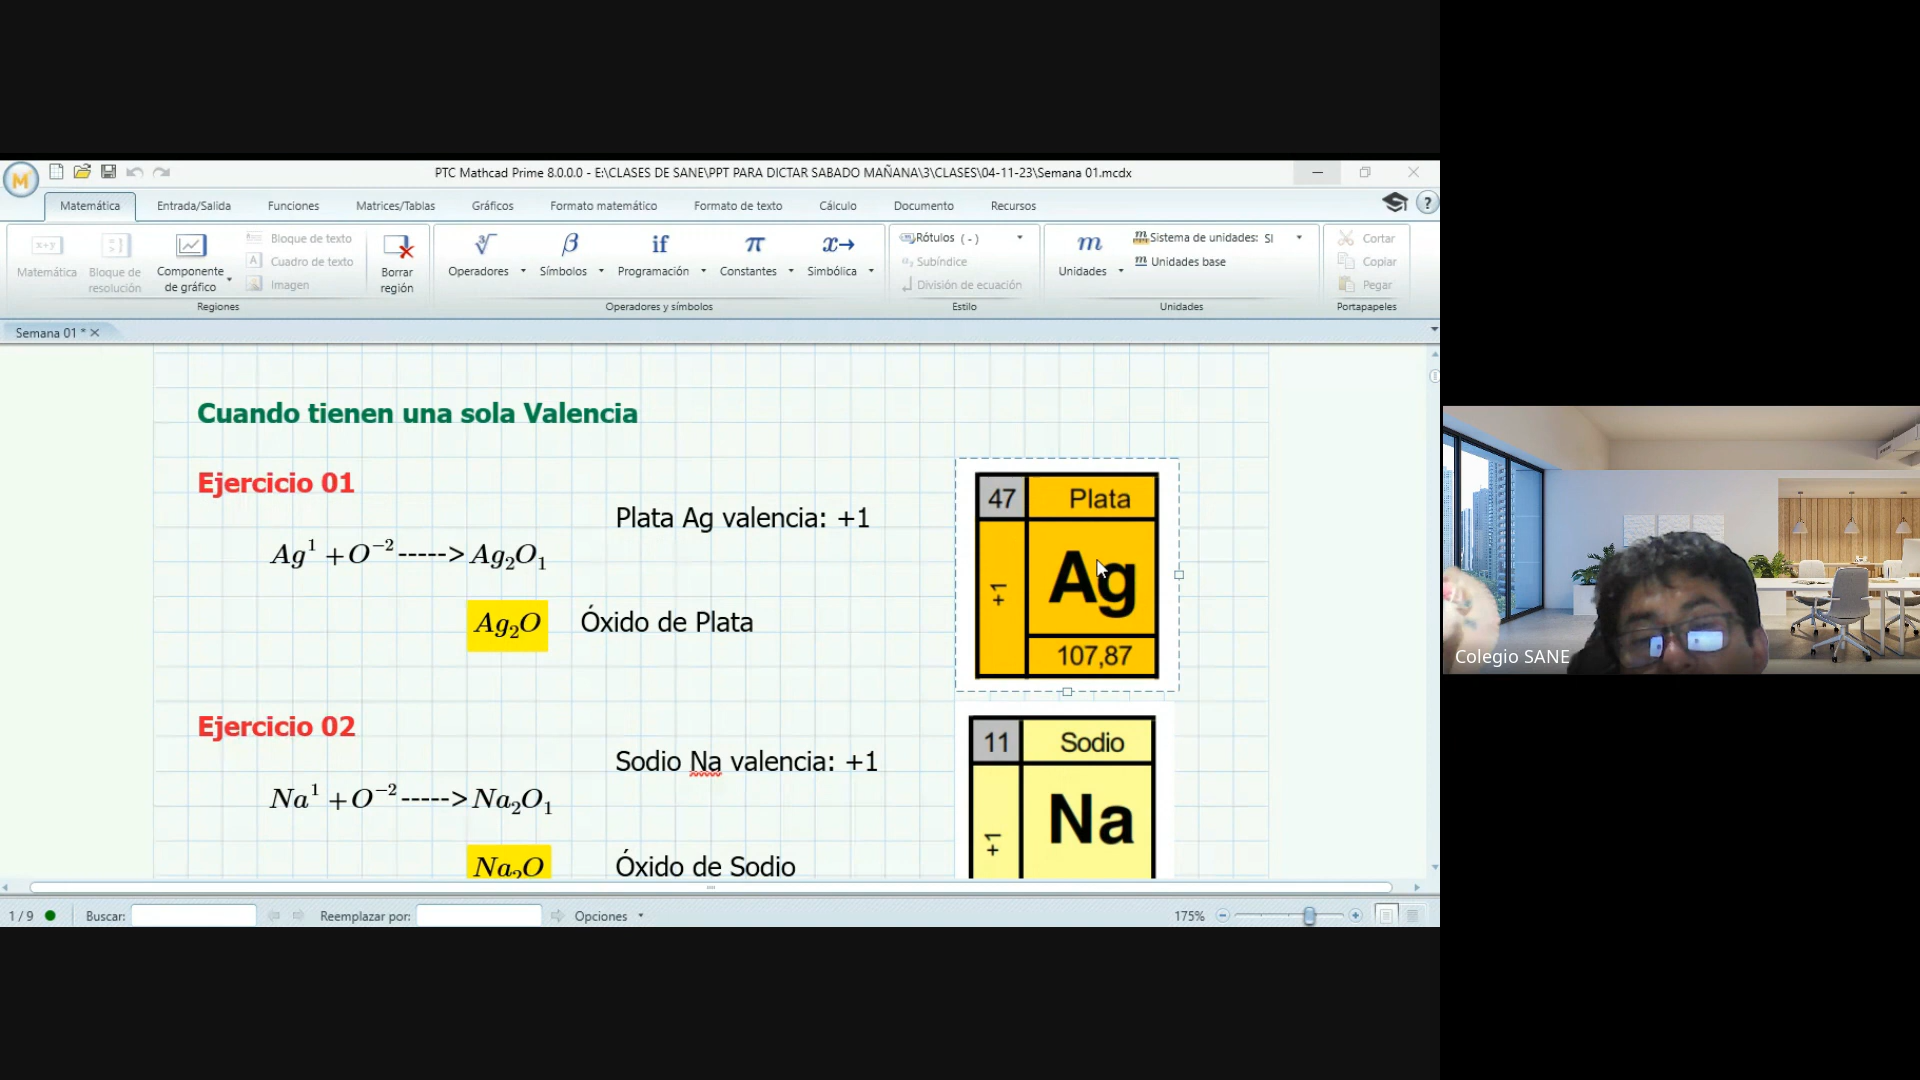 PTC Mathcad Prime 8.0.0.0 - E:\CLASES DE SANE\PPT PARA DICTAR SABADO MAÑANA\3\CLASES\04-11-23\Semana 01.mcdx
Matemática Entrada/Salida Funciones Matrices/Tablas Gráficos Formato matemático Formato de texto Cálculo Documento Recursos
Matemática
Bloque de resolución
Componente de gráfico
Bloque de texto
Cuadro de texto
Imagen
Borrar región
Regiones
Operadores Símbolos Programación Constantes Simbólica
Operadores y símbolos
Rótulos ( - )
Subíndice
División de ecuación
Estilo
Unidades
Sistema de unidades: SI
Unidades base
Unidades
Cortar
Copiar
Pegar
Portapapeles
Semana 01 *
Cuando tienen una sola Valencia
Ejercicio 01
Plata Ag valencia: +1
Ag¹ + O⁻² -----> Ag₂O₁
Ag₂O Óxido de Plata
47 Plata
+1 Ag
107,87
Ejercicio 02
Sodio Na valencia: +1
Na¹ + O⁻² -----> Na₂O₁
Na₂O Óxido de Sodio
11 Sodio
+1 Na
1 / 9 Buscar: Reemplazar por: Opciones 175%
Colegio SANE